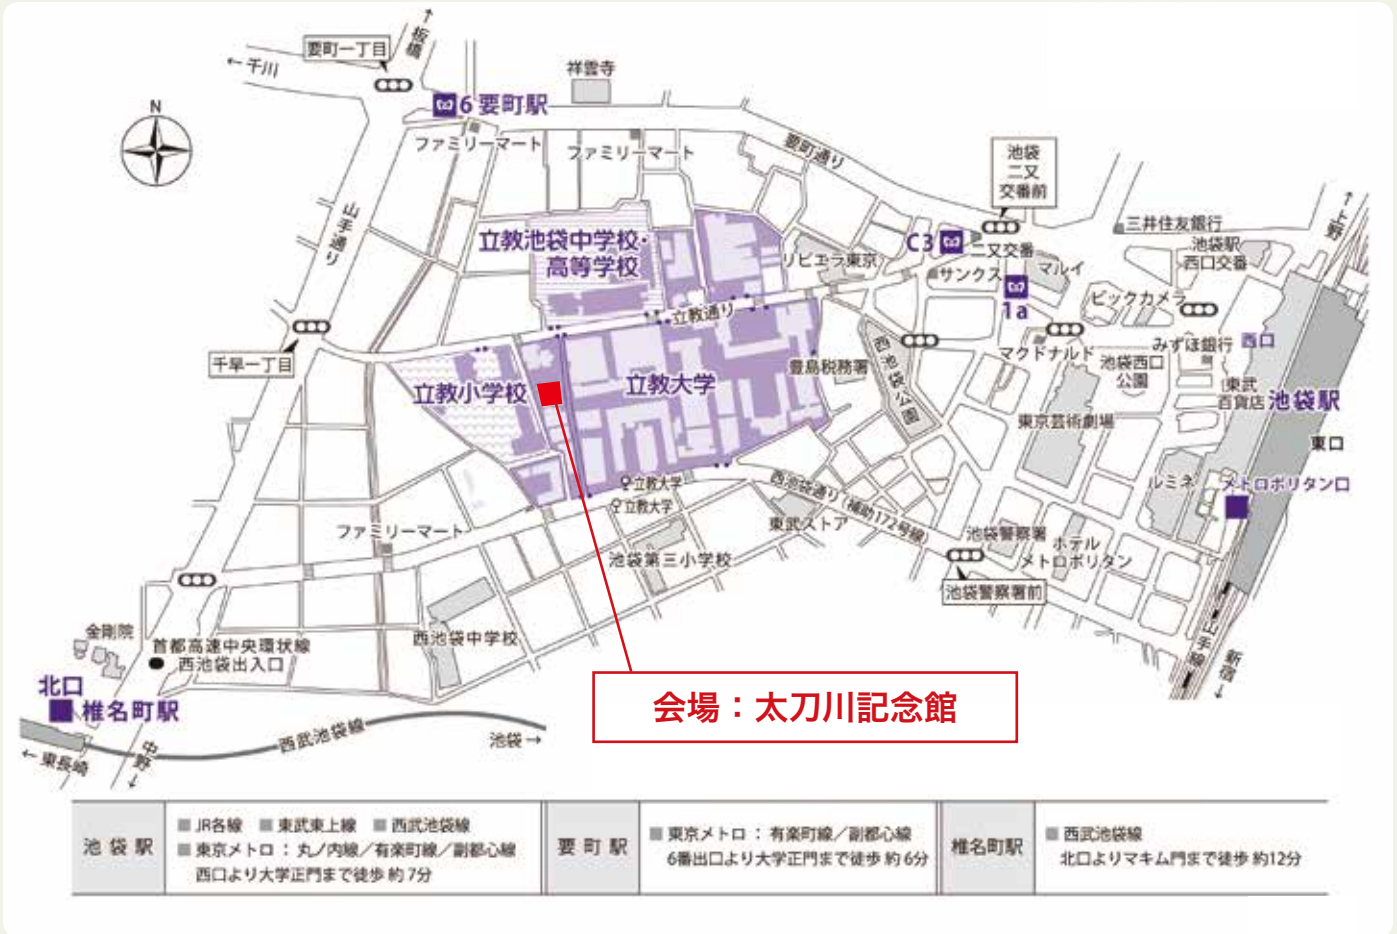 ↑板橋
要町一丁目
← 千川
祥雲寺
N
6 要町駅
ファミリーマート
ファミリーマート
要町通り
池袋
二又
交番前
山手通り
↑上野
三井住友銀行
立教池袋中学校・
高等学校
C3
二又交番
池袋駅
西口交番
リビエラ東京
サンクス
マルイ
1a
ビックカメラ
立教通り
千早一丁目
マクドナルド
みずほ銀行
西口
豊島税務署
西池袋公園
池袋西口
公園
立教小学校
立教大学
東武
百貨店
池袋駅
東京芸術劇場
東口
立教大学
立教大学
西池袋通り(補助172号線)
ルミネ
メトロポリタン口
東武ストア
ファミリーマート
池袋第三小学校
池袋警察署
ホテル
メトロポリタン
池袋警察署前
金剛院
首都高速中央環状線
西池袋出入口
西池袋中学校
山手線
新宿↓
北口
椎名町駅
会場：太刀川記念館
西武池袋線
池袋→
← 東長崎
中野↓
池袋駅
■JR各線 ■東武東上線 ■西武池袋線
■東京メトロ：丸ノ内線／有楽町線／副都心線
西口より大学正門まで徒歩 約7分
要町駅
■東京メトロ：有楽町線／副都心線
6番出口より大学正門まで徒歩 約6分
椎名町駅
■西武池袋線
北口よりマキム門まで徒歩 約12分